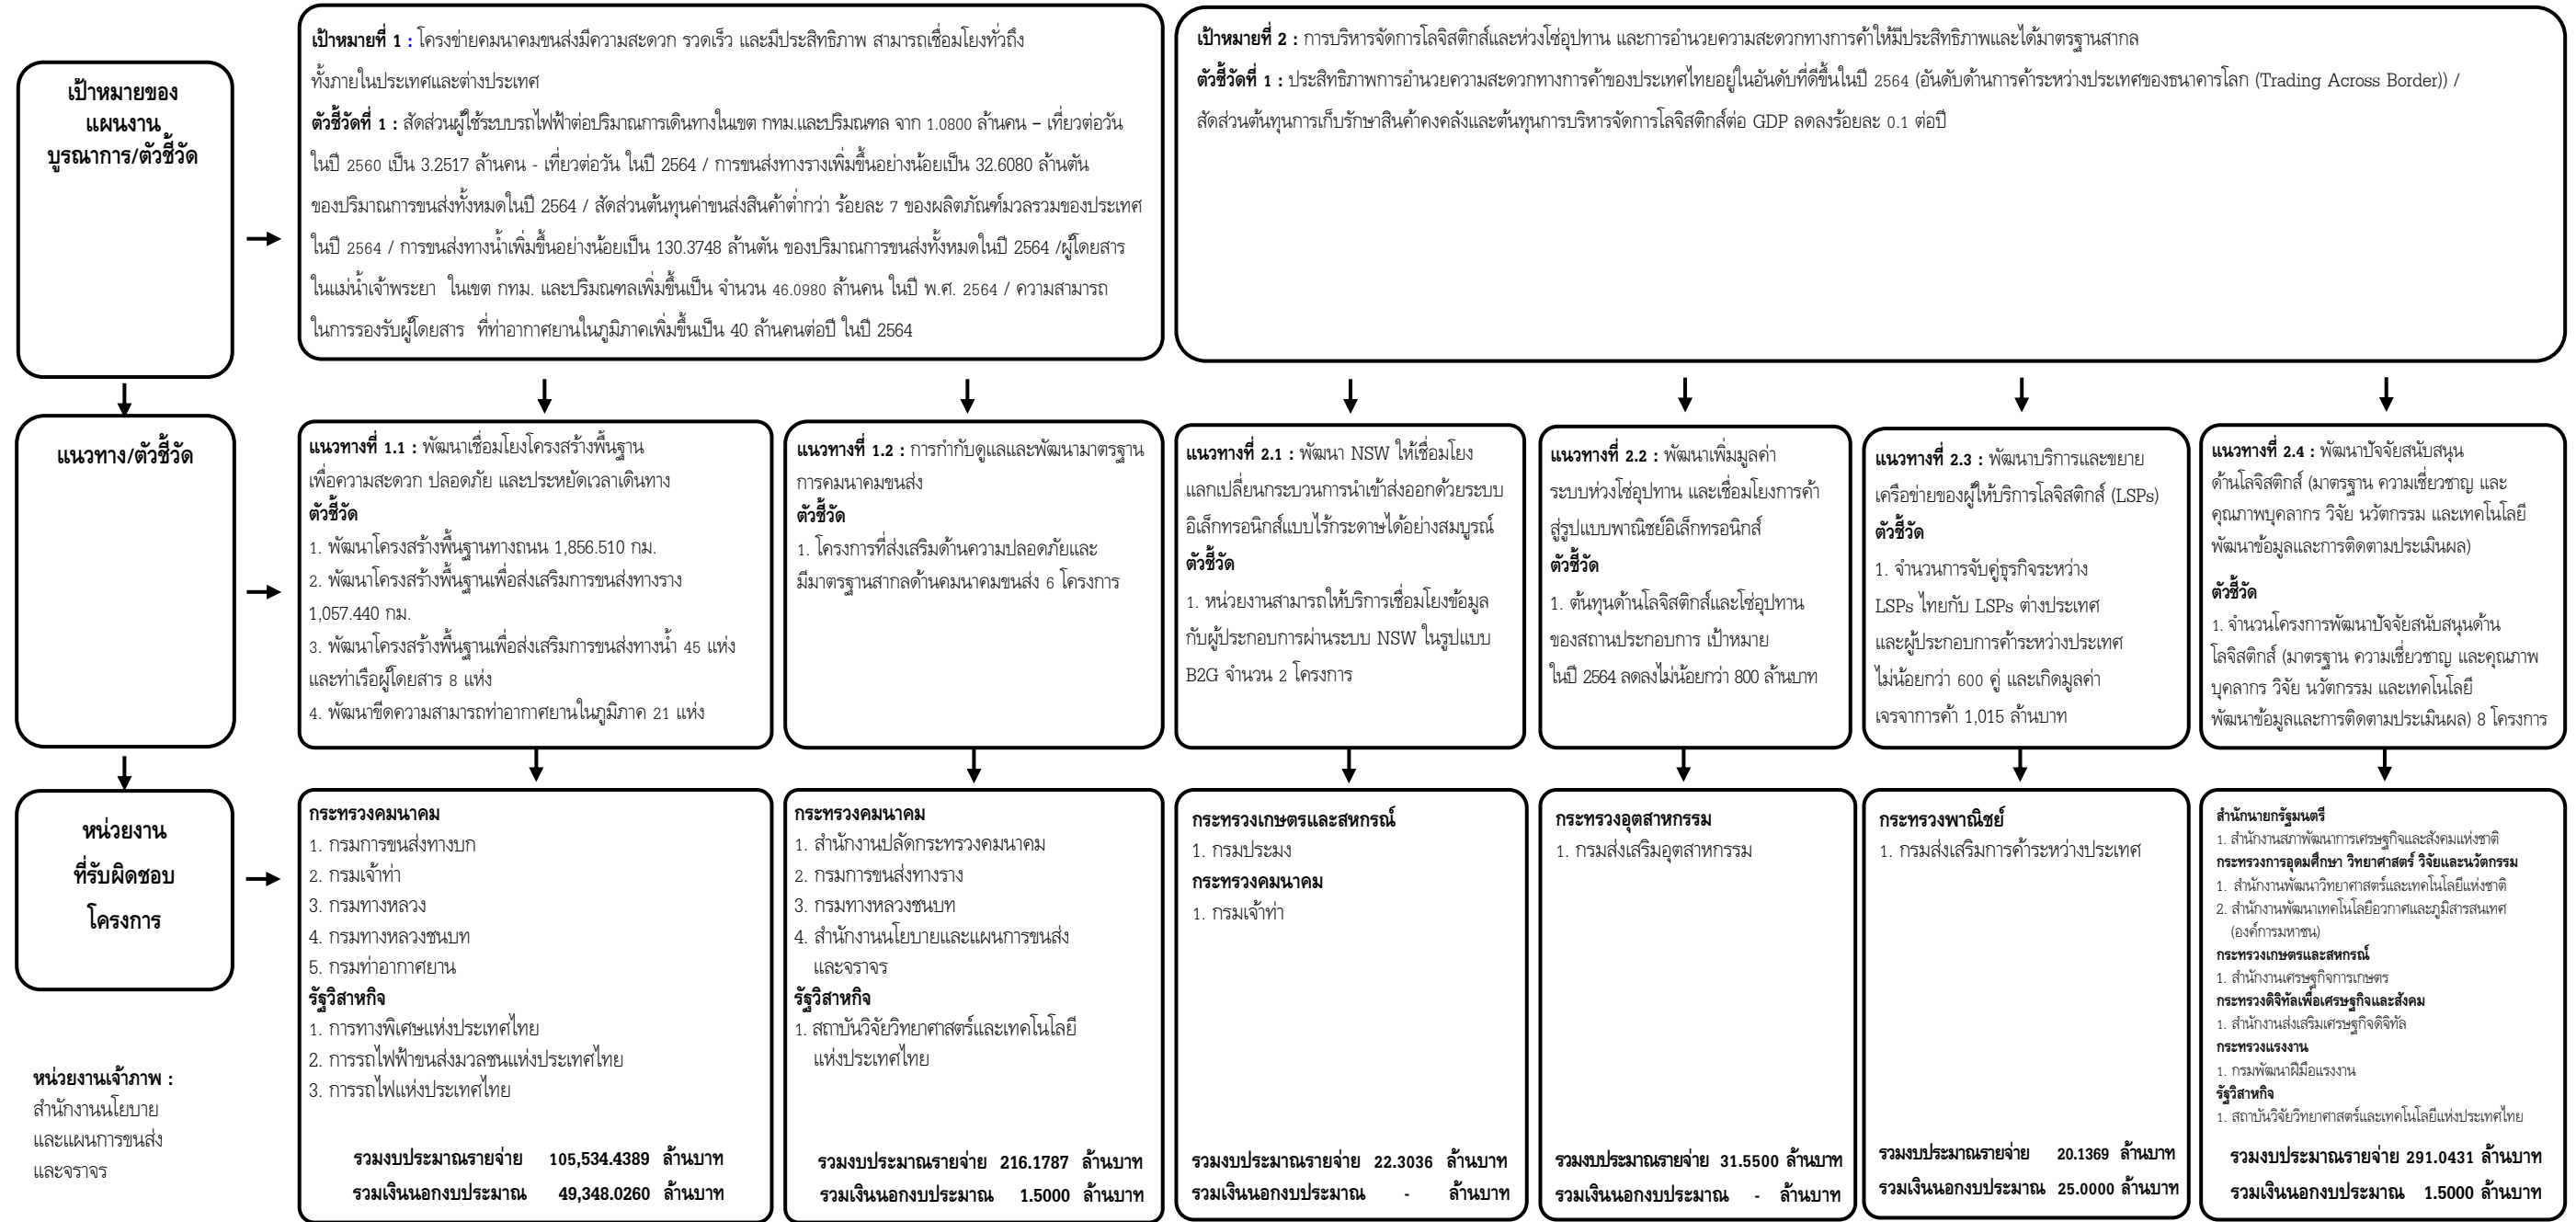 เป้าหมายของ
แผนงาน
บูรณาการ/ตัวชี้วัด
เป้าหมายที่ 1 : โครงข่ายคมนาคมขนส่งมีความสะดวก รวดเร็ว และมีประสิทธิภาพ สามารถเชื่อมโยงทั่วถึง
ทั้งภายในประเทศและต่างประเทศ
ตัวชี้วัดที่ 1 : สัดส่วนผู้ใช้ระบบรถไฟฟ้าต่อปริมาณการเดินทางในเขต กทม.และปริมณฑล จาก 1.0800 ล้านคน – เที่ยวต่อวัน
ในปี 2560 เป็น 3.2517 ล้านคน - เที่ยวต่อวัน ในปี 2564 / การขนส่งทางรางเพิ่มขึ้นอย่างน้อยเป็น 32.6080 ล้านตัน
ของปริมาณการขนส่งทั้งหมดในปี 2564 / สัดส่วนต้นทุนค่าขนส่งสินค้าต่ำกว่า ร้อยละ 7 ของผลิตภัณฑ์มวลรวมของประเทศ
ในปี 2564 / การขนส่งทางน้ำเพิ่มขึ้นอย่างน้อยเป็น 130.3748 ล้านตัน ของปริมาณการขนส่งทั้งหมดในปี 2564 /ผู้โดยสาร
ในแม่น้ำเจ้าพระยา ในเขต กทม. และปริมณฑลเพิ่มขึ้นเป็น จำนวน 46.0980 ล้านคน ในปี พ.ศ. 2564 / ความสามารถ
ในการรองรับผู้โดยสาร ที่ท่าอากาศยานในภูมิภาคเพิ่มขึ้นเป็น 40 ล้านคนต่อปี ในปี 2564
เป้าหมายที่ 2 : การบริหารจัดการโลจิสติกส์และห่วงโซ่อุปทาน และการอำนวยความสะดวกทางการค้าให้มีประสิทธิภาพและได้มาตรฐานสากล
ตัวชี้วัดที่ 1 : ประสิทธิภาพการอำนวยความสะดวกทางการค้าของประเทศไทยอยู่ในอันดับที่ดีขึ้นในปี 2564 (อันดับด้านการค้าระหว่างประเทศของธนาคารโลก (Trading Across Border)) /
สัดส่วนต้นทุนการเก็บรักษาสินค้าคงคลังและต้นทุนการบริหารจัดการโลจิสติกส์ต่อ GDP ลดลงร้อยละ 0.1 ต่อปี
แนวทาง/ตัวชี้วัด
แนวทางที่ 1.1 : พัฒนาเชื่อมโยงโครงสร้างพื้นฐาน
เพื่อความสะดวก ปลอดภัย และประหยัดเวลาเดินทาง
ตัวชี้วัด
1. พัฒนาโครงสร้างพื้นฐานทางถนน 1,856.510 กม.
2. พัฒนาโครงสร้างพื้นฐานเพื่อส่งเสริมการขนส่งทางราง
1,057.440 กม.
3. พัฒนาโครงสร้างพื้นฐานเพื่อส่งเสริมการขนส่งทางน้ำ 45 แห่ง
และท่าเรือผู้โดยสาร 8 แห่ง
4. พัฒนาขีดความสามารถท่าอากาศยานในภูมิภาค 21 แห่ง
แนวทางที่ 1.2 : การกำกับดูแลและพัฒนามาตรฐาน
การคมนาคมขนส่ง
ตัวชี้วัด
1. โครงการที่ส่งเสริมด้านความปลอดภัยและ
มีมาตรฐานสากลด้านคมนาคมขนส่ง 6 โครงการ
แนวทางที่ 2.1 : พัฒนา NSW ให้เชื่อมโยง
แลกเปลี่ยนกระบวนการนำเข้าส่งออกด้วยระบบ
อิเล็กทรอนิกส์แบบไร้กระดาษได้อย่างสมบูรณ์
ตัวชี้วัด
1. หน่วยงานสามารถให้บริการเชื่อมโยงข้อมูล
กับผู้ประกอบการผ่านระบบ NSW ในรูปแบบ
B2G จำนวน 2 โครงการ
แนวทางที่ 2.2 : พัฒนาเพิ่มมูลค่า
ระบบห่วงโซ่อุปทาน และเชื่อมโยงการค้า
สู่รูปแบบพาณิชย์อิเล็กทรอนิกส์
ตัวชี้วัด
1. ต้นทุนด้านโลจิสติกส์และโซ่อุปทาน
ของสถานประกอบการ เป้าหมาย
ในปี 2564 ลดลงไม่น้อยกว่า 800 ล้านบาท
แนวทางที่ 2.3 : พัฒนาบริการและขยาย
เครือข่ายของผู้ให้บริการโลจิสติกส์ (LSPs)
ตัวชี้วัด
1. จำนวนการจับคู่ธุรกิจระหว่าง
LSPs ไทยกับ LSPs ต่างประเทศ
และผู้ประกอบการค้าระหว่างประเทศ
ไม่น้อยกว่า 600 คู่ และเกิดมูลค่า
เจรจาการค้า 1,015 ล้านบาท
แนวทางที่ 2.4 : พัฒนาปัจจัยสนับสนุน
ด้านโลจิสติกส์ (มาตรฐาน ความเชี่ยวชาญ และ
คุณภาพบุคลากร วิจัย นวัตกรรม และเทคโนโลยี
พัฒนาข้อมูลและการติดตามประเมินผล)
ตัวชี้วัด
1. จำนวนโครงการพัฒนาปัจจัยสนับสนุนด้าน
โลจิสติกส์ (มาตรฐาน ความเชี่ยวชาญ และคุณภาพ
บุคลากร วิจัย นวัตกรรม และเทคโนโลยี
พัฒนาข้อมูลและการติดตามประเมินผล) 8 โครงการ
หน่วยงาน
ที่รับผิดชอบ
โครงการ
กระทรวงคมนาคม
1. กรมการขนส่งทางบก
2. กรมเจ้าท่า
3. กรมทางหลวง
4. กรมทางหลวงชนบท
5. กรมท่าอากาศยาน
รัฐวิสาหกิจ
1. การทางพิเศษแห่งประเทศไทย
2. การรถไฟฟ้าขนส่งมวลชนแห่งประเทศไทย
3. การรถไฟแห่งประเทศไทย
รวมงบประมาณรายจ่าย 105,534.4389 ล้านบาท
รวมเงินนอกงบประมาณ 49,348.0260 ล้านบาท
กระทรวงคมนาคม
1. สำนักงานปลัดกระทรวงคมนาคม
2. กรมการขนส่งทางราง
3. กรมทางหลวงชนบท
4. สำนักงานนโยบายและแผนการขนส่ง
และจราจร
รัฐวิสาหกิจ
1. สถาบันวิจัยวิทยาศาสตร์และเทคโนโลยี
แห่งประเทศไทย
รวมงบประมาณรายจ่าย 216.1787 ล้านบาท
รวมเงินนอกงบประมาณ 1.5000 ล้านบาท
กระทรวงเกษตรและสหกรณ์
1. กรมประมง
กระทรวงคมนาคม
1. กรมเจ้าท่า
รวมงบประมาณรายจ่าย 22.3036 ล้านบาท
รวมเงินนอกงบประมาณ - ล้านบาท
กระทรวงอุตสาหกรรม
1. กรมส่งเสริมอุตสาหกรรม
รวมงบประมาณรายจ่าย 31.5500 ล้านบาท
รวมเงินนอกงบประมาณ - ล้านบาท
กระทรวงพาณิชย์
1. กรมส่งเสริมการค้าระหว่างประเทศ
รวมงบประมาณรายจ่าย 20.1369 ล้านบาท
รวมเงินนอกงบประมาณ 25.0000 ล้านบาท
สำนักนายกรัฐมนตรี
1. สำนักงานสภาพัฒนาการเศรษฐกิจและสังคมแห่งชาติ
กระทรวงการอุดมศึกษา วิทยาศาสตร์ วิจัยและนวัตกรรม
1. สำนักงานพัฒนาวิทยาศาสตร์และเทคโนโลยีแห่งชาติ
2. สำนักงานพัฒนาเทคโนโลยีอวกาศและภูมิสารสนเทศ
(องค์การมหาชน)
กระทรวงเกษตรและสหกรณ์
1. สำนักงานเศรษฐกิจการเกษตร
กระทรวงดิจิทัลเพื่อเศรษฐกิจและสังคม
1. สำนักงานส่งเสริมเศรษฐกิจดิจิทัล
กระทรวงแรงงาน
1. กรมพัฒนาฝีมือแรงงาน
รัฐวิสาหกิจ
1. สถาบันวิจัยวิทยาศาสตร์และเทคโนโลยีแห่งประเทศไทย
รวมงบประมาณรายจ่าย 291.0431 ล้านบาท
รวมเงินนอกงบประมาณ 1.5000 ล้านบาท
หน่วยงานเจ้าภาพ :
สำนักงานนโยบาย
และแผนการขนส่ง
และจราจร